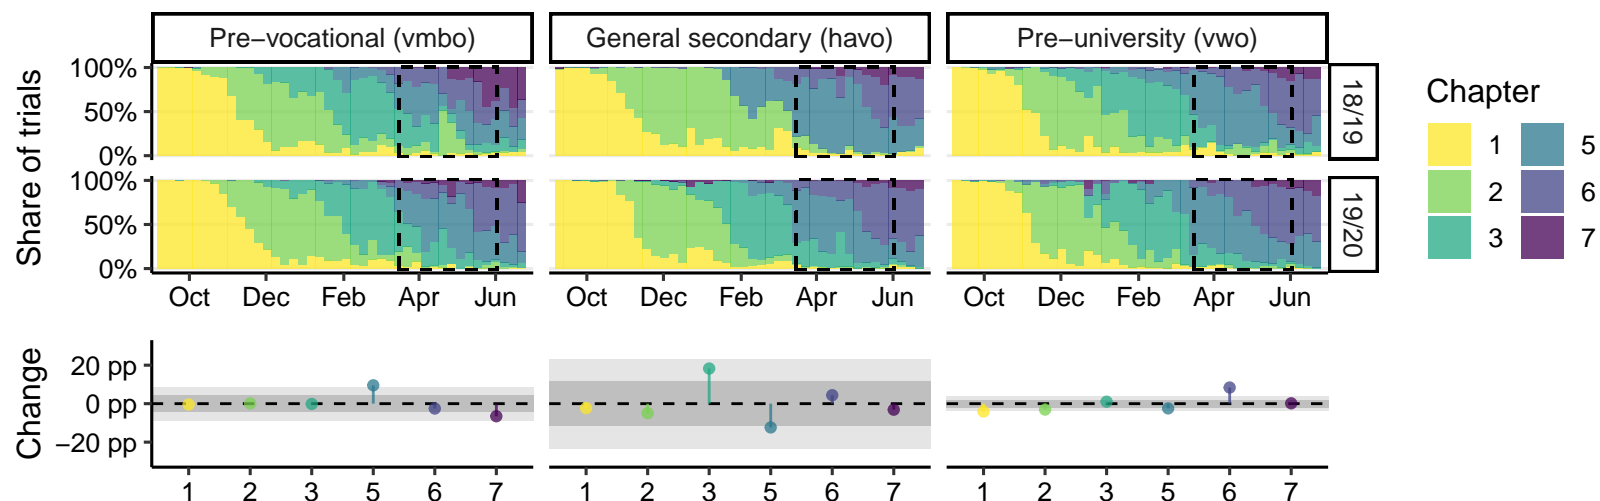 Pre−vocational (vmbo)
General secondary (havo)
Pre−university (vwo)
Share of trials
100%
50%
0%
18/19
100%
50%
0%
19/20
Oct Dec Feb Apr Jun
Oct Dec Feb Apr Jun
Oct Dec Feb Apr Jun
Chapter
1 5
2 6
3 7
Change
20 pp
0 pp
−20 pp
1 2 3 5 6 7
1 2 3 5 6 7
1 2 3 5 6 7